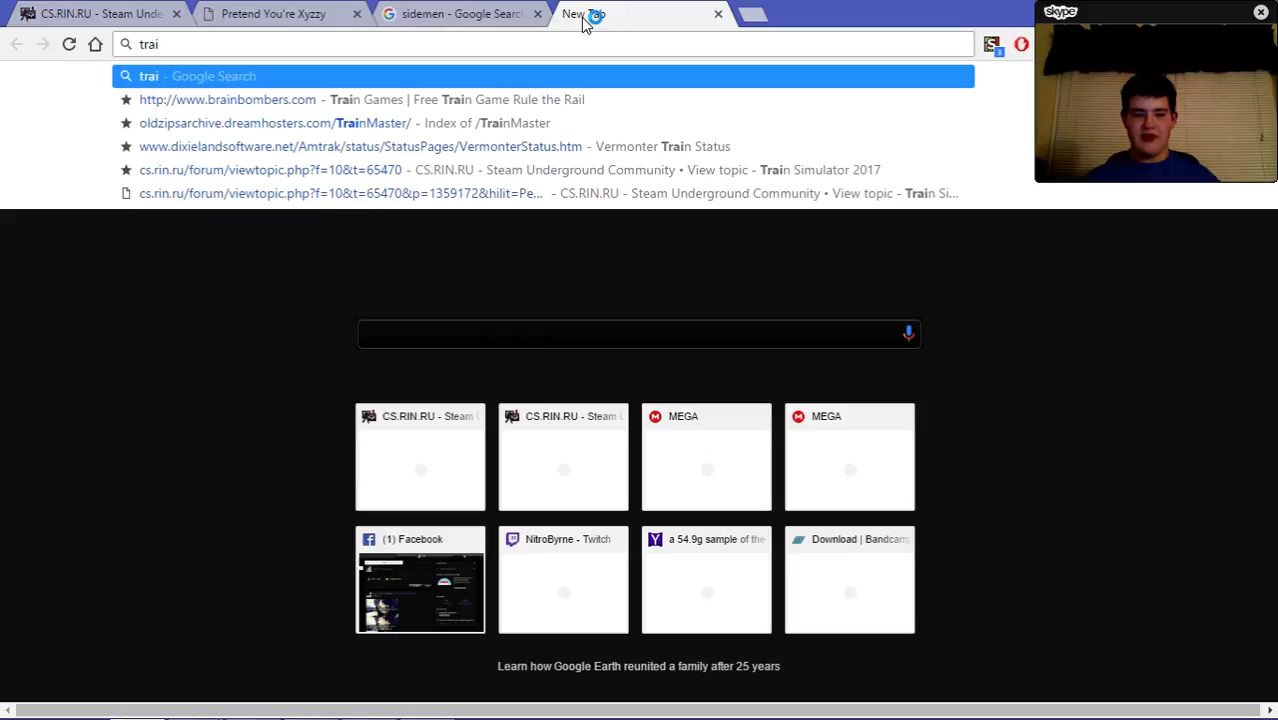 CS.RIN.RU - Steam Unde
Pretend You're Xyzzy
sidemen - Google Search
New Tab
skype
trai
3
trai - Google Search
http://www.brainbombers.com - Train Games | Free Train Game Rule the Rail
oldzipsarchive.dreamhosters.com/TrainMaster/ - Index of /TrainMaster
www.dixielandsoftware.net/Amtrak/status/StatusPages/VermonterStatus.htm - Vermonter Train Status
cs.rin.ru/forum/viewtopic.php?f=10&t=65470 - CS.RIN.RU - Steam Underground Community • View topic - Train Simulator 2017
cs.rin.ru/forum/viewtopic.php?f=10&t=65470&p=1359172&hilit=Pe... - CS.RIN.RU - Steam Underground Community • View topic - Train Si...
CS.RIN.RU - Steam U
CS.RIN.RU - Steam U
MEGA
MEGA
(1) Facebook
NitroByrne - Twitch
a 54.9g sample of the
Download | Bandcamp
Learn how Google Earth reunited a family after 25 years